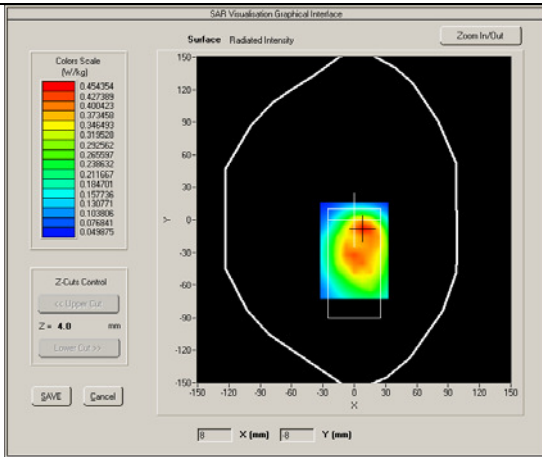 SAR Visualisation Graphical Interface
Surface Radiated Intensity
Zoom In/Out
Colors Scale
(W/kg)
0.454354
0.427389
0.400423
0.373458
0.346493
0.319528
0.292562
0.265597
0.238632
0.211667
0.184701
0.157736
0.130771
0.103806
0.076841
0.049875
150
120
90
60
30
0
-30
-60
-90
-120
-150
Y
-150 -120 -90 -60 -30 0 30 60 90 120 150
X
Z-Cuts Control
<< Upper Cut
Z = 4.0 mm
Lower Cut >>
SAVE Cancel
8 X (mm) -8 Y (mm)